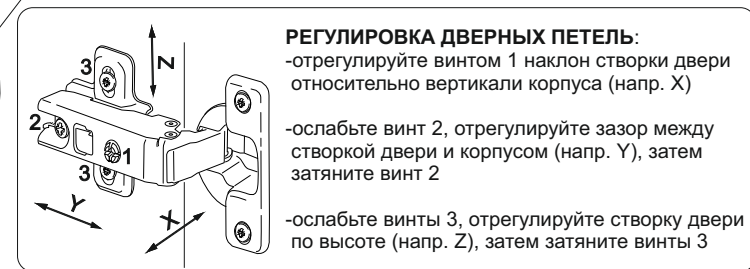 РЕГУЛИРОВКА ДВЕРНЫХ ПЕТЕЛЬ:
-отрегулируйте винтом 1 наклон створки двери
относительно вертикали корпуса (напр. X)
-ослабьте винт 2, отрегулируйте зазор между
створкой двери и корпусом (напр. Y), затем
затяните винт 2
-ослабьте винты 3, отрегулируйте створку двери
по высоте (напр. Z), затем затяните винты 3
3
Z
2
1
3
Y
X